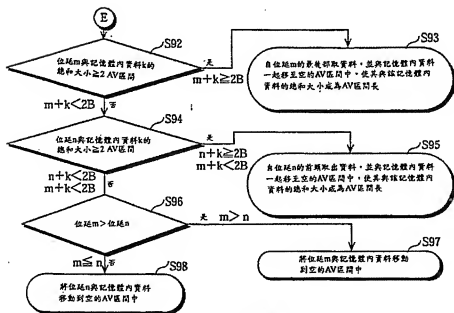 E
S92
位延m與記憶體內資料k的
總和大小≧2 AV區間
是
m+k≧2B
S93
自位延m的最後部取資料，並與記憶體內資料
一起移至空的AV區間中，使其與該記憶體內
資料的總和大小成為AV區間長
m+k<2B 否
S94
位延n與記憶體內資料k的
總和大小≧2 AV區間
是
n+k≧2B
m+k<2B
S95
自位延n的前頭取出資料，並與記憶體內資料
一起移至空的AV區間中，使其與該記憶體內
資料的總和大小成為AV區間長
n+k<2B
m+k<2B
否
S96
位延m>位延n
是 m>n
S97
將位延m與記憶體內資料移動
到空的AV區間中
m≦n 否
S98
將位延n與記憶體內資料
移動到空的AV區間中